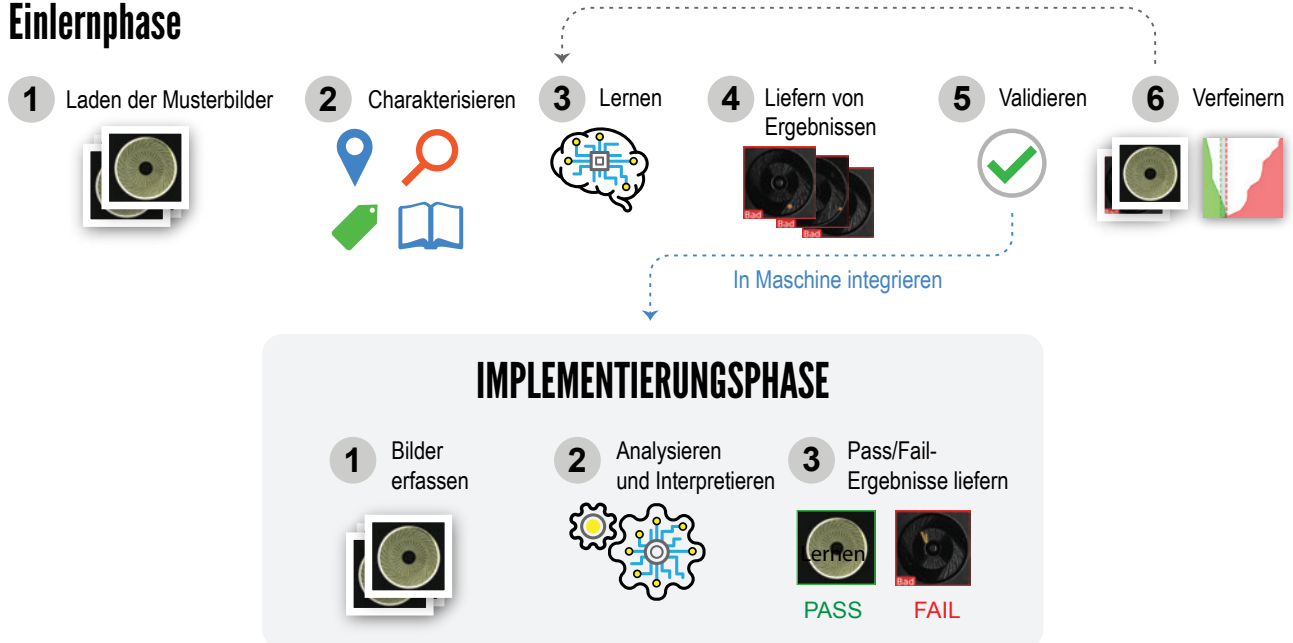 Einlernphase
1 Laden der Musterbilder
2 Charakterisieren
3 Lernen
4 Liefern von
Ergebnissen
Bad
Bad
Bad
5 Validieren
6 Verfeinern
In Maschine integrieren
IMPLEMENTIERUNGSPHASE
1 Bilder
erfassen
2 Analysieren
und Interpretieren
3 Pass/Fail-
Ergebnisse liefern
Lernen
Bad
PASS
FAIL